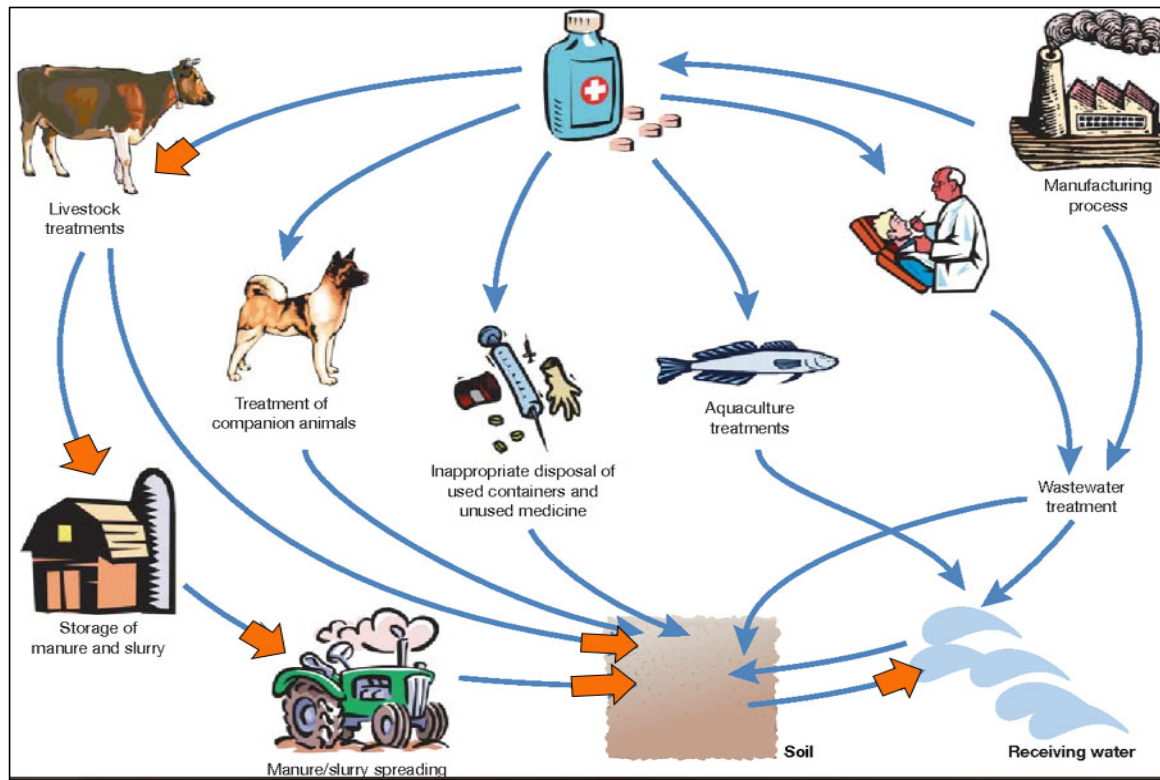 Livestock
treatments
Manufacturing
process
Treatment of
companion animals
Aquaculture
treatments
Inappropriate disposal of
used containers and
unused medicine
Wastewater
treatment
Storage of
manure and slurry
Manure/slurry spreading
Soil
Receiving water